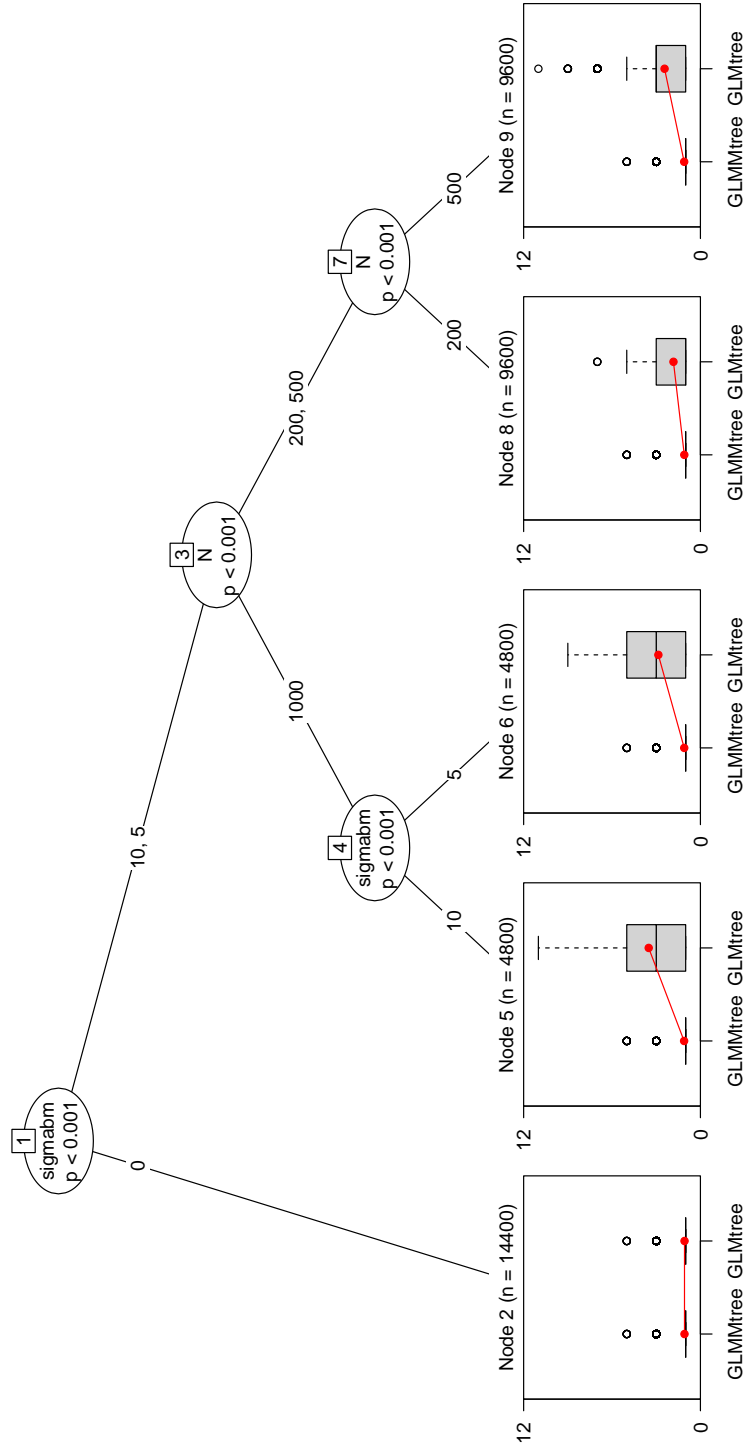 1
sigmabm
p < 0.001
0
10, 5
3
N
p < 0.001
1000
200, 500
4
sigmabm
p < 0.001
10
5
7
N
p < 0.001
200
500
Node 2 (n = 14400)
12
0
GLMMtree GLMtree
Node 5 (n = 4800)
12
0
GLMMtree GLMtree
Node 6 (n = 4800)
12
0
GLMMtree GLMtree
Node 8 (n = 9600)
12
0
GLMMtree GLMtree
Node 9 (n = 9600)
12
0
GLMMtree GLMtree